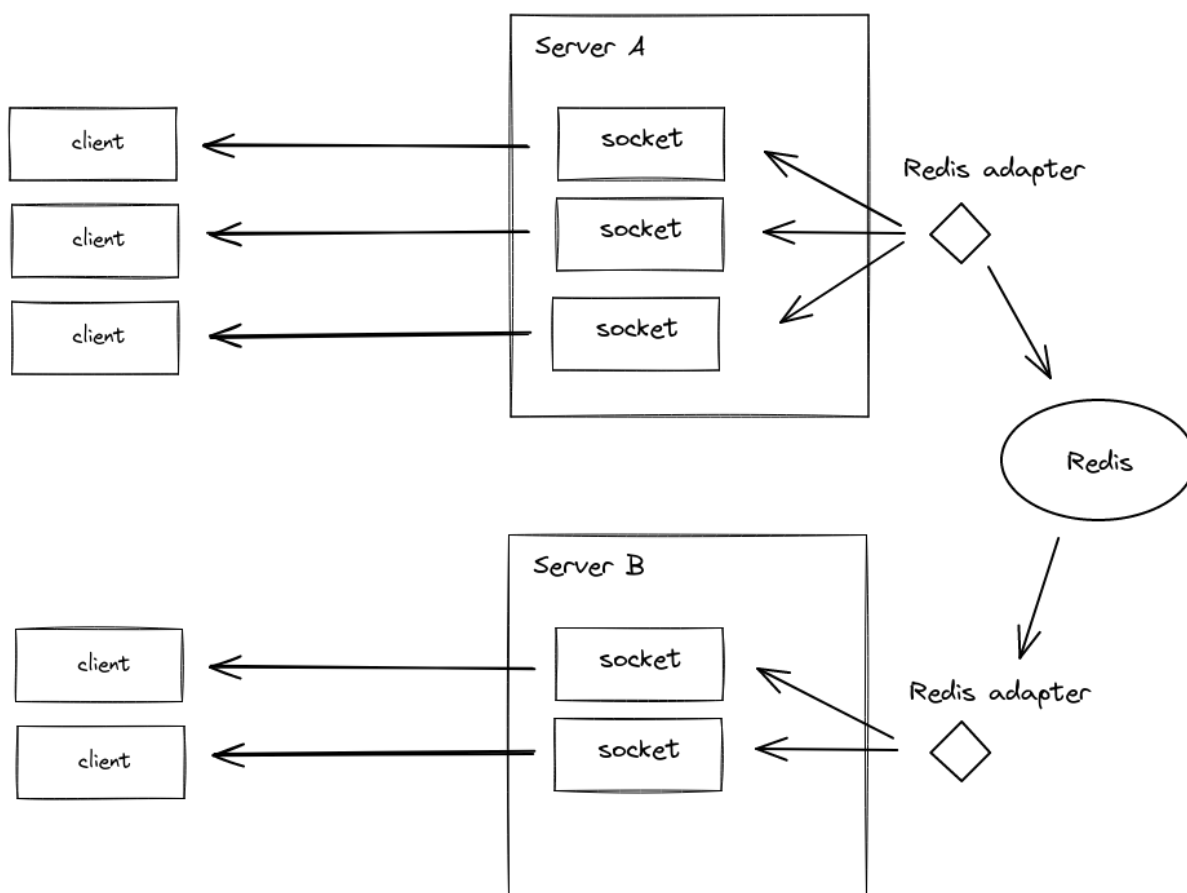 Server A
client
socket
Redis adapter
client
socket
client
socket
Redis
Server B
client
socket
Redis adapter
client
socket